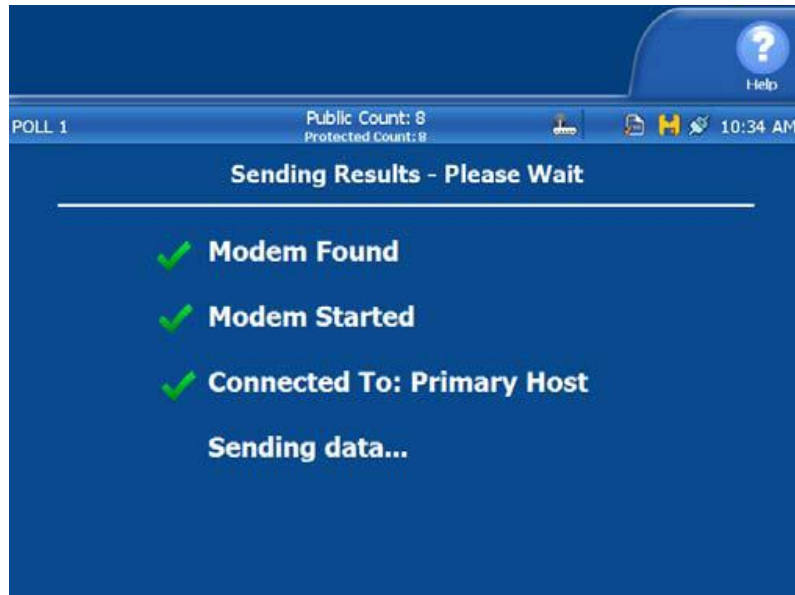 ?
Help
POLL 1
Public Count: 8
Protected Count: 8
10:34 AM
Sending Results - Please Wait
Modem Found
Modem Started
Connected To: Primary Host
Sending data...